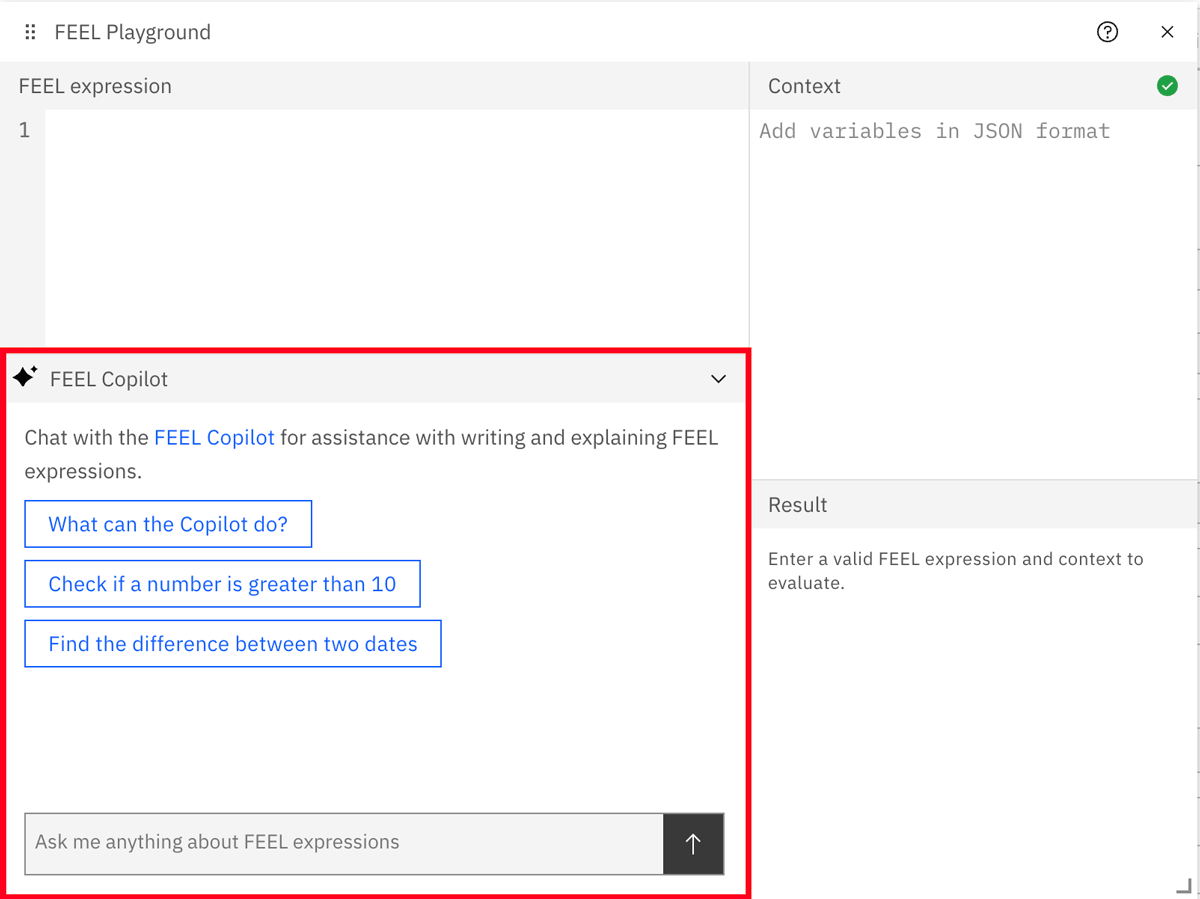 FEEL Playground
FEEL expression
1
Context
Add variables in JSON format
FEEL Copilot
Chat with the FEEL Copilot for assistance with writing and explaining FEEL
expressions.
What can the Copilot do?
Check if a number is greater than 10
Find the difference between two dates
Ask me anything about FEEL expressions
Result
Enter a valid FEEL expression and context to
evaluate.